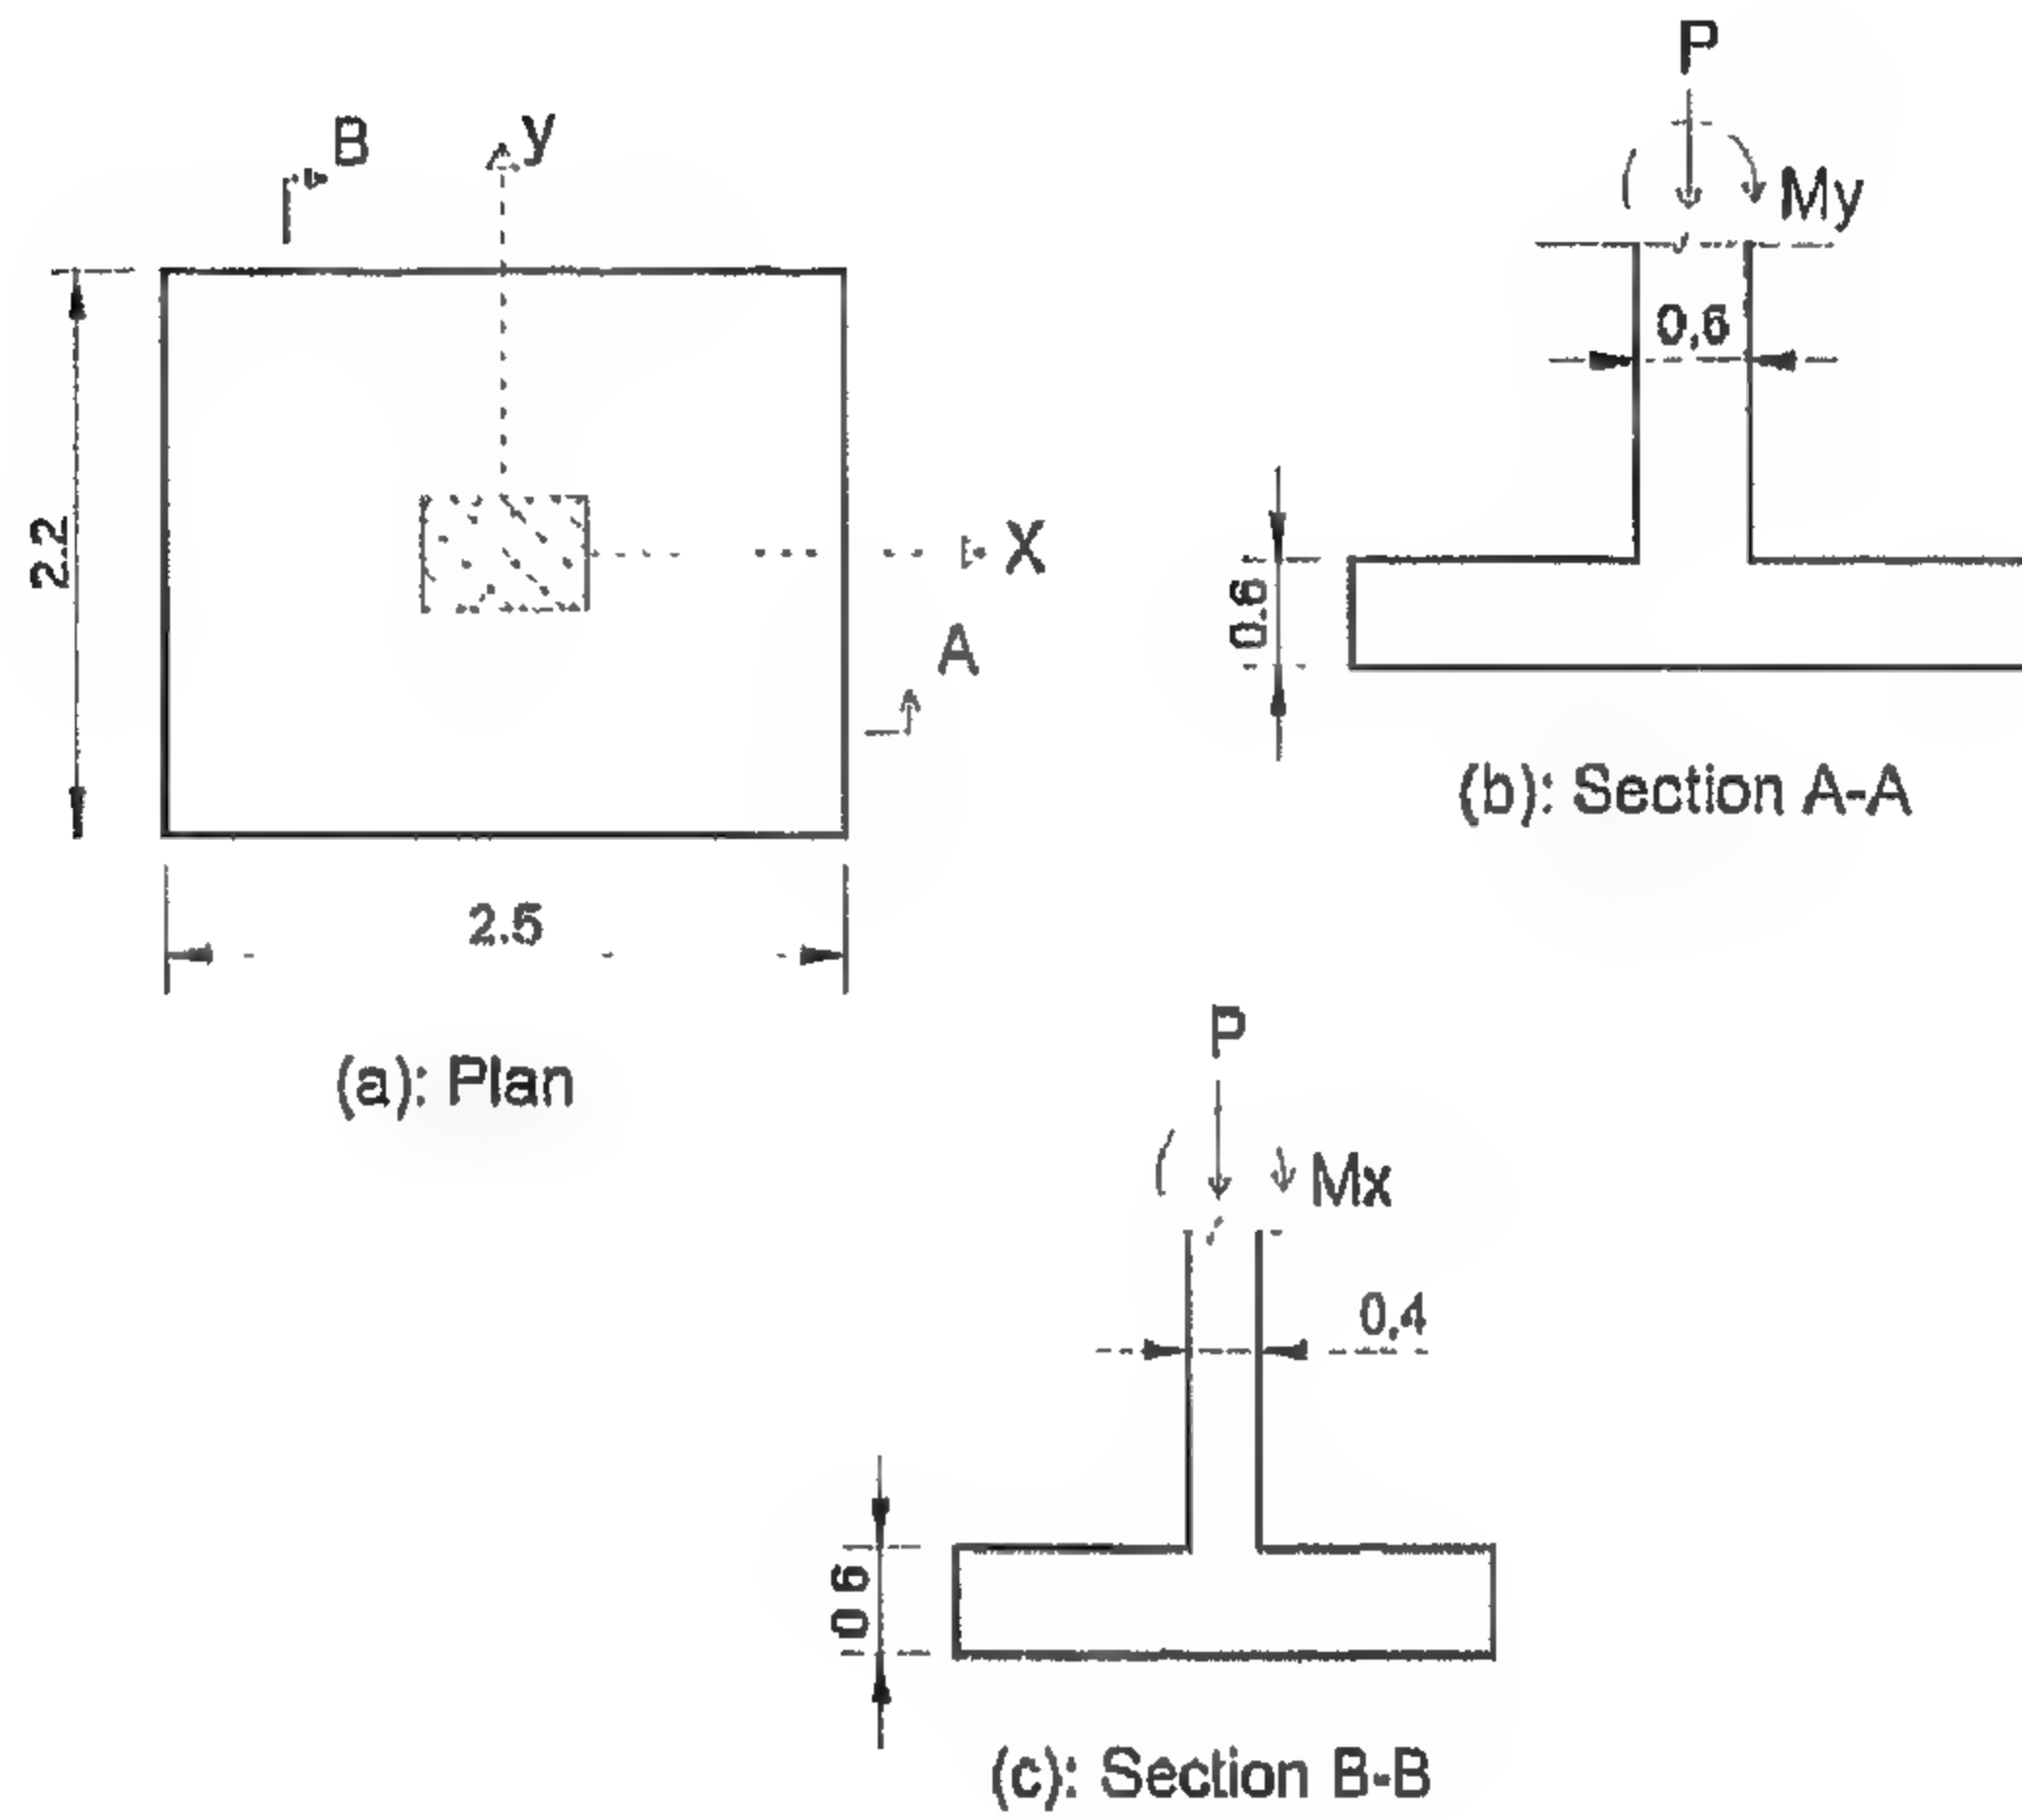 B
y
2.2
X
A
2.5
(a): Plan
P
My
0,6
0.6
(b): Section A-A
P
Mx
0,4
0 6
(c): Section B-B